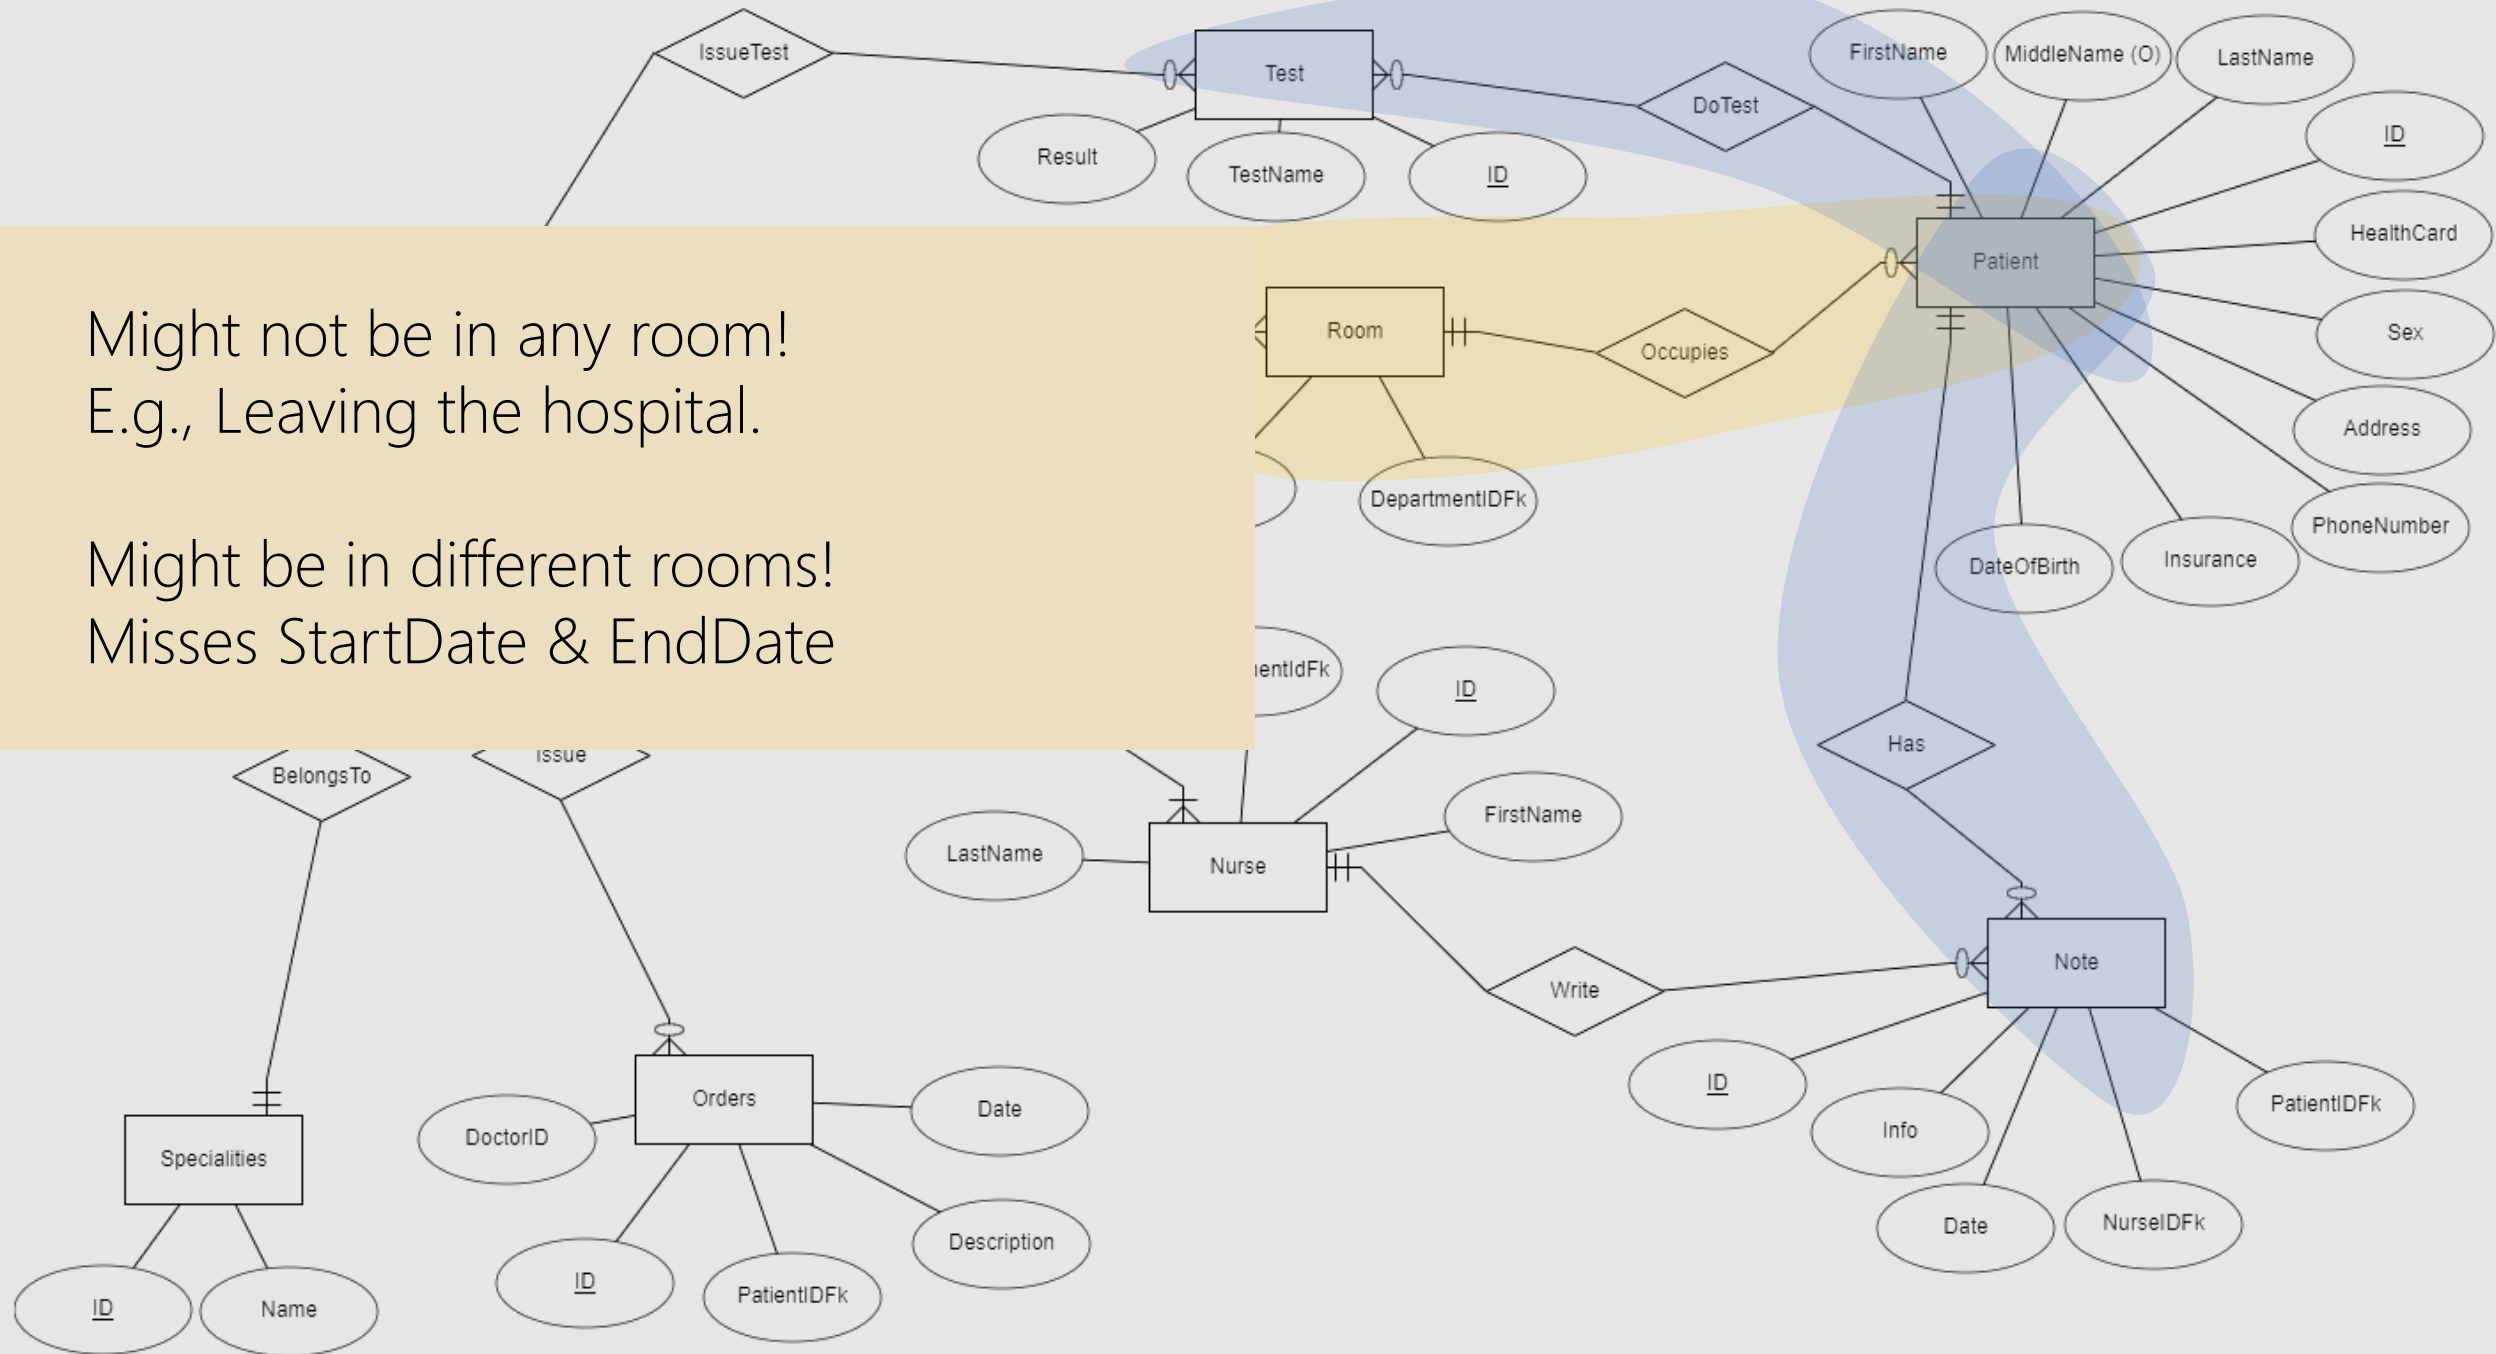 IssueTest
Test
DoTest
FirstName
MiddleName (O)
LastName
ID
Result
TestName
ID
HealthCard
Patient
Might not be in any room!
E.g., Leaving the hospital.
Might be in different rooms!
Misses StartDate & EndDate
Room
Occupies
Sex
Address
DepartmentIDFk
PhoneNumber
DateOfBirth
Insurance
entIdFk
ID
BelongsTo
Issue
Has
FirstName
LastName
Nurse
Write
Note
ID
Info
PatientIDFk
Date
NurseIDFk
Orders
Date
DoctorID
Specialities
Description
ID
PatientIDFk
ID
Name